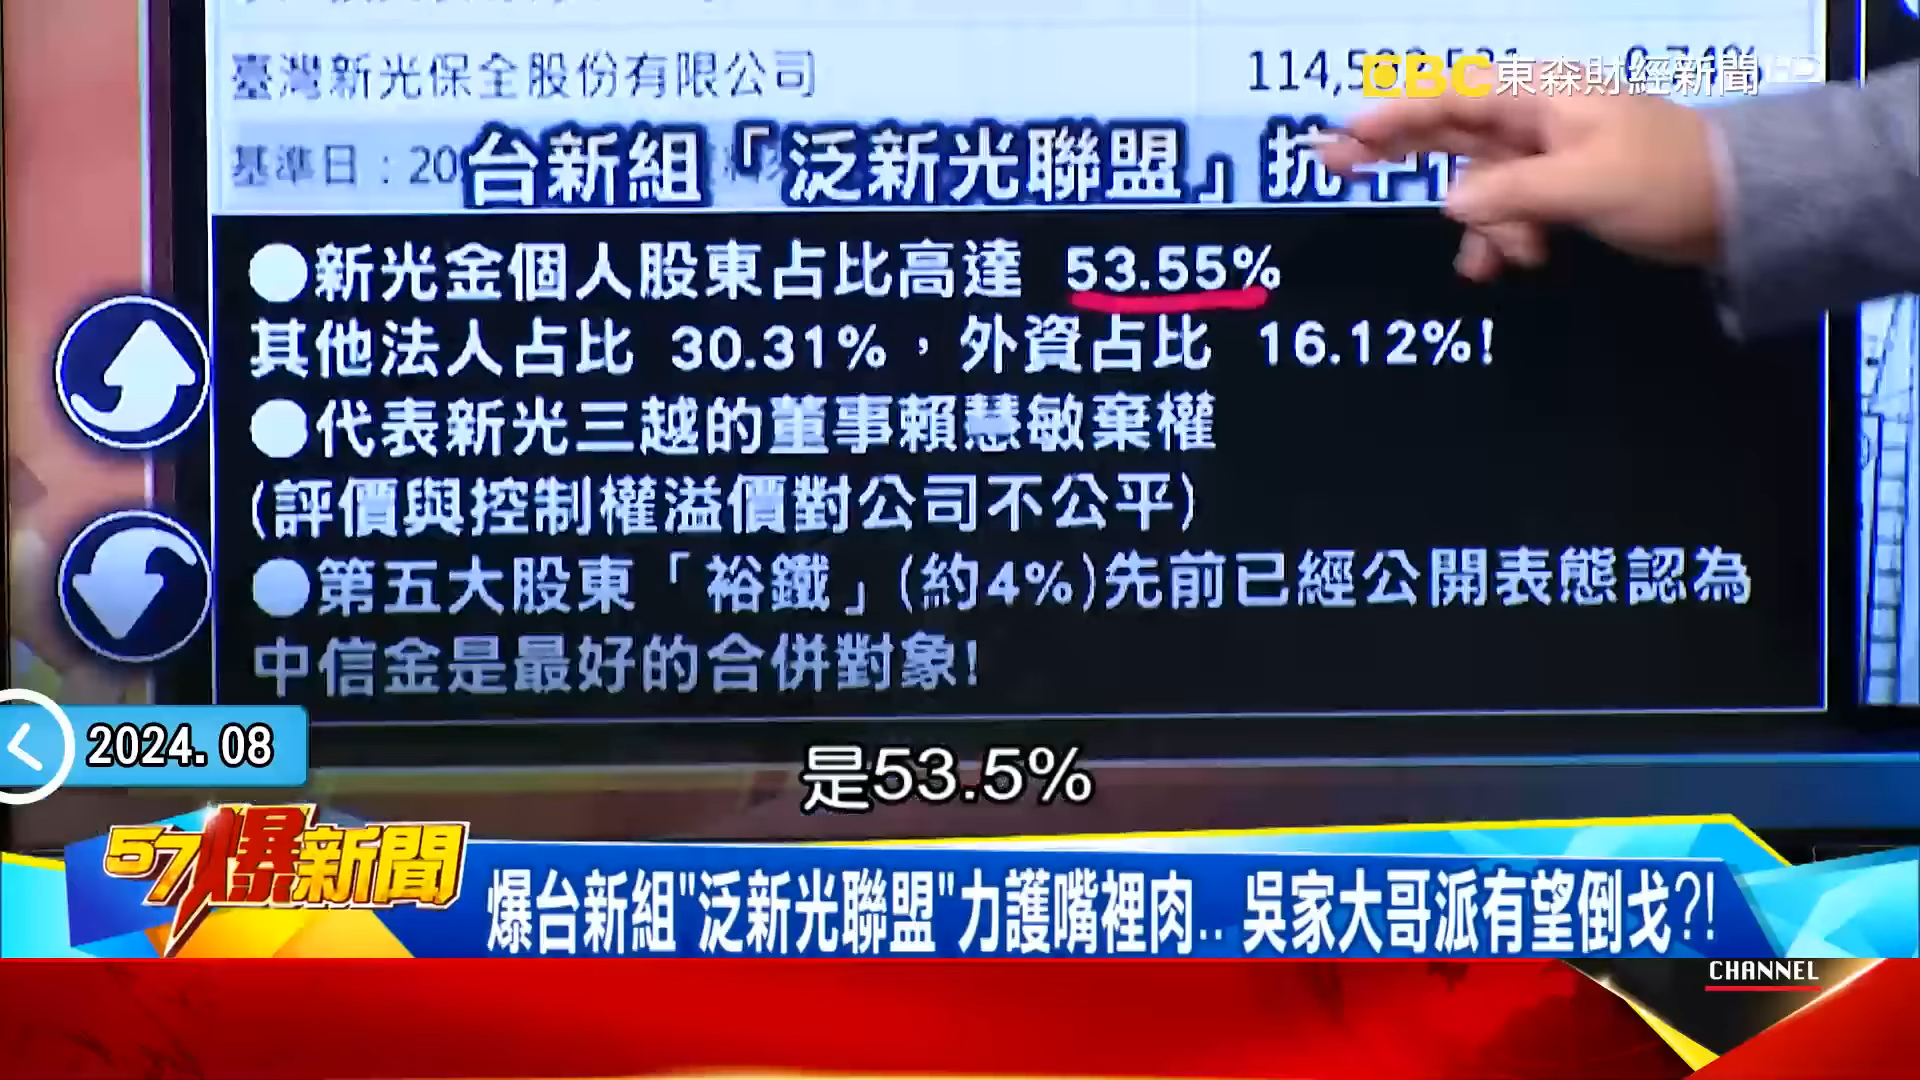 臺灣新光保全股份有限公司 114,5
EBC 東森財經新聞 HD
基準日：20
台新組「泛新光聯盟」抗中信
●新光金個人股東占比高達 53.55%
其他法人占比 30.31%，外資占比 16.12%!
●代表新光三越的董事賴慧敏棄權
(評價與控制權溢價對公司不公平)
●第五大股東「裕鐵」(約4%)先前已經公開表態認為
中信金是最好的合併對象!
2024.08
是53.5%
57爆新聞
爆台新組"泛新光聯盟"力護嘴裡肉.. 吳家大哥派有望倒戈?!
CHANNEL